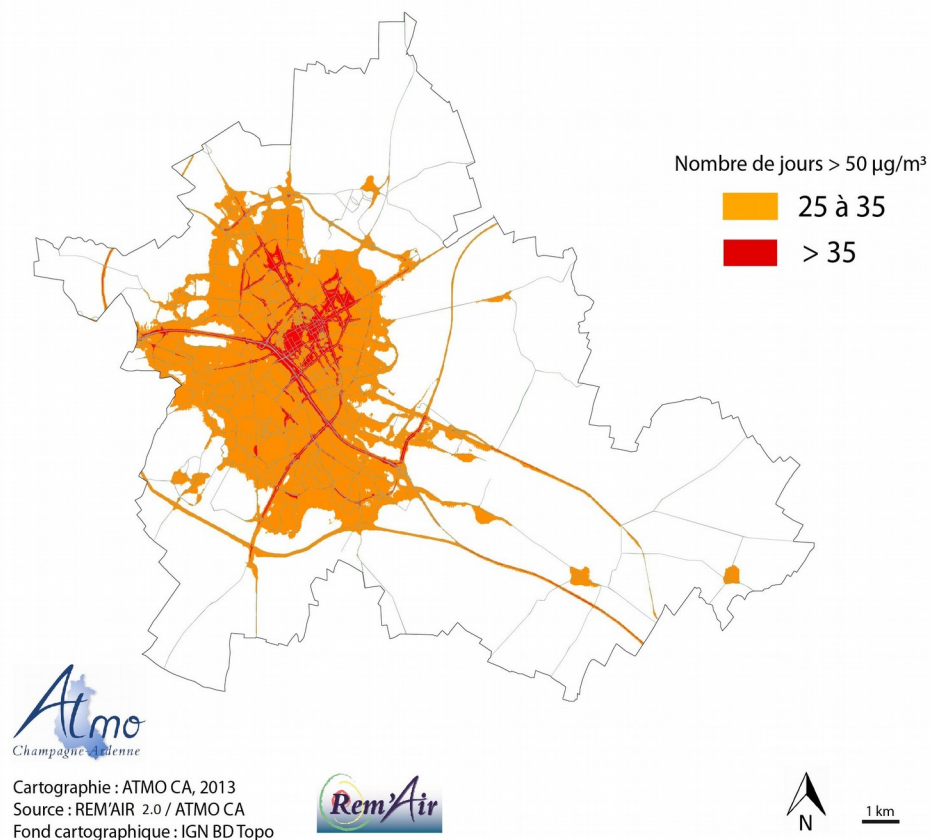 Nombre de jours > 50 µg/m³
25 à 35
> 35
Atmo
Champagne-Ardenne
Cartographie : ATMO CA, 2013
Source : REM'AIR 2.0 / ATMO CA
Fond cartographique : IGN BD Topo
Rem'Air
N
1 km